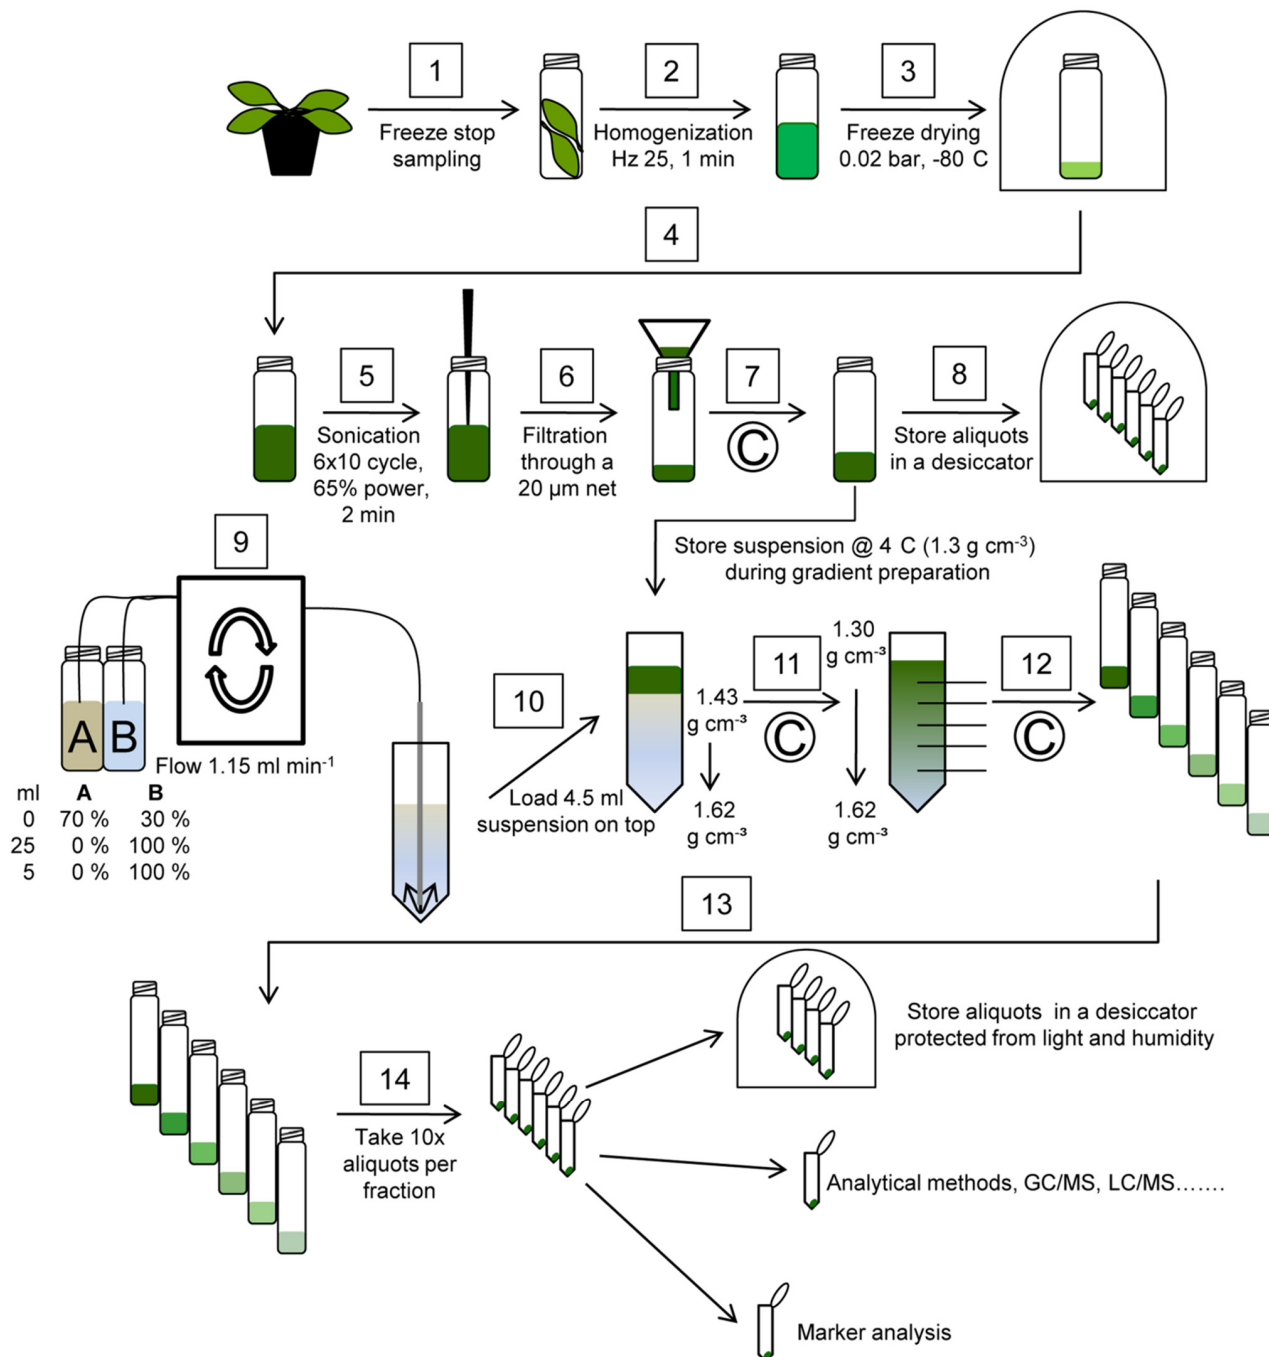 1
2
3
Freeze stop
sampling
Homogenization
Hz 25, 1 min
Freeze drying
0.02 bar, -80 C
4
5
6
7
8
Sonication
6x10 cycle,
65% power,
2 min
Filtration
through a
20 µm net
C
Store aliquots
in a desiccator
Store suspension @ 4 C (1.3 g cm⁻³)
during gradient preparation
9
A
B
Flow 1.15 ml min⁻¹
ml A B
0 70 % 30 %
25 0 % 100 %
5 0 % 100 %
10
Load 4.5 ml
suspension on top
1.43
g cm⁻³
1.62
g cm⁻³
11
C
1.30
g cm⁻³
1.62
g cm⁻³
12
C
13
14
Take 10x
aliquots per
fraction
Store aliquots in a desiccator
protected from light and humidity
Analytical methods, GC/MS, LC/MS…….
Marker analysis